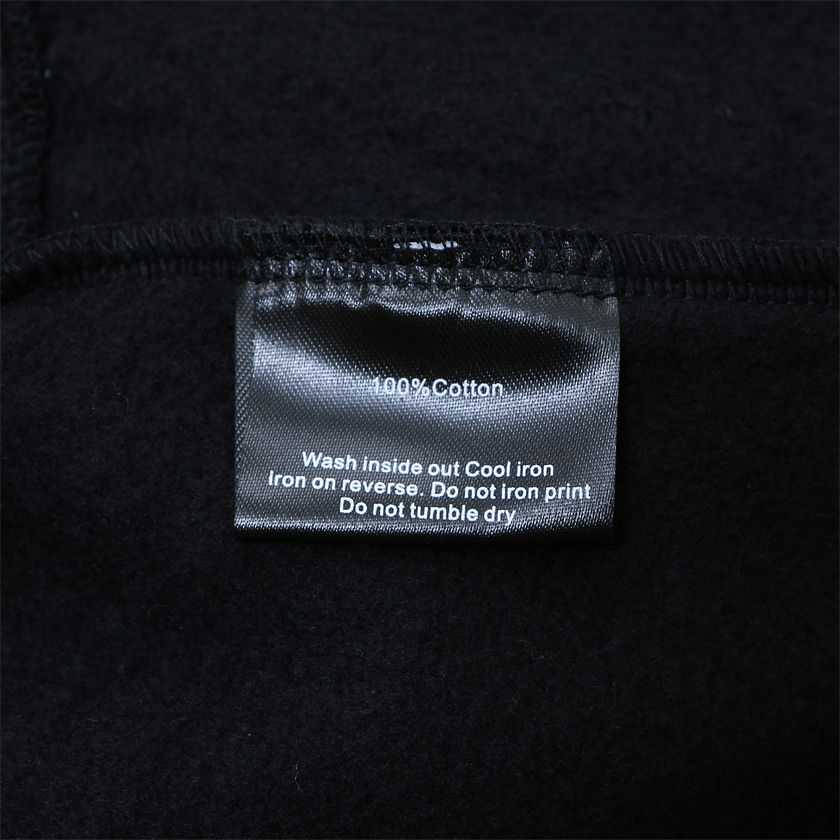 100%Cotton
Wash inside out Cool iron
Iron on reverse. Do not iron print
Do not tumble dry